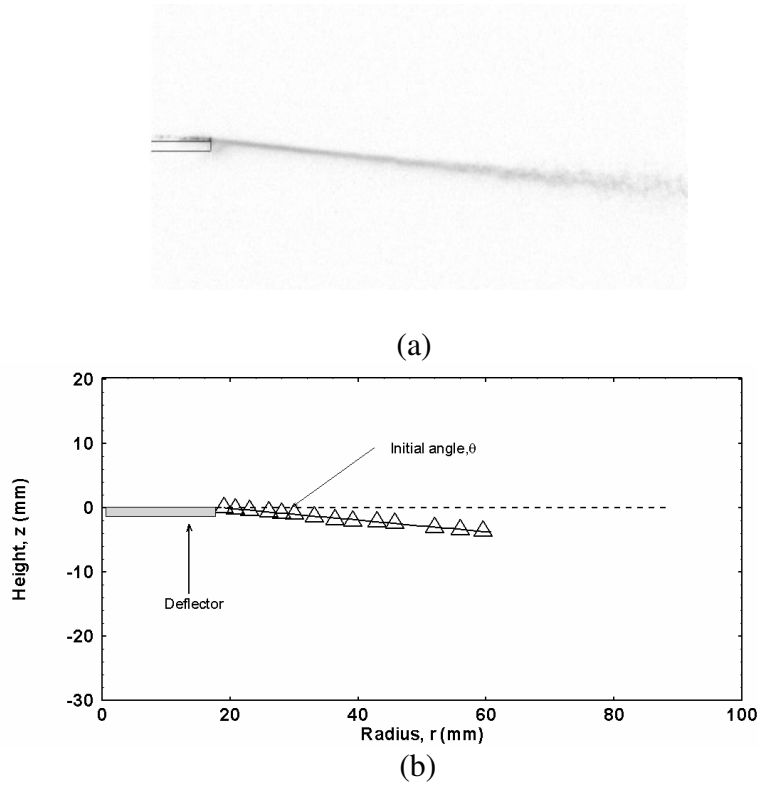 (a)
20
10
0
-10
-20
-30
Height, z (mm)
Initial angle,θ
Deflector
0
20
40
60
80
100
Radius, r (mm)
(b)